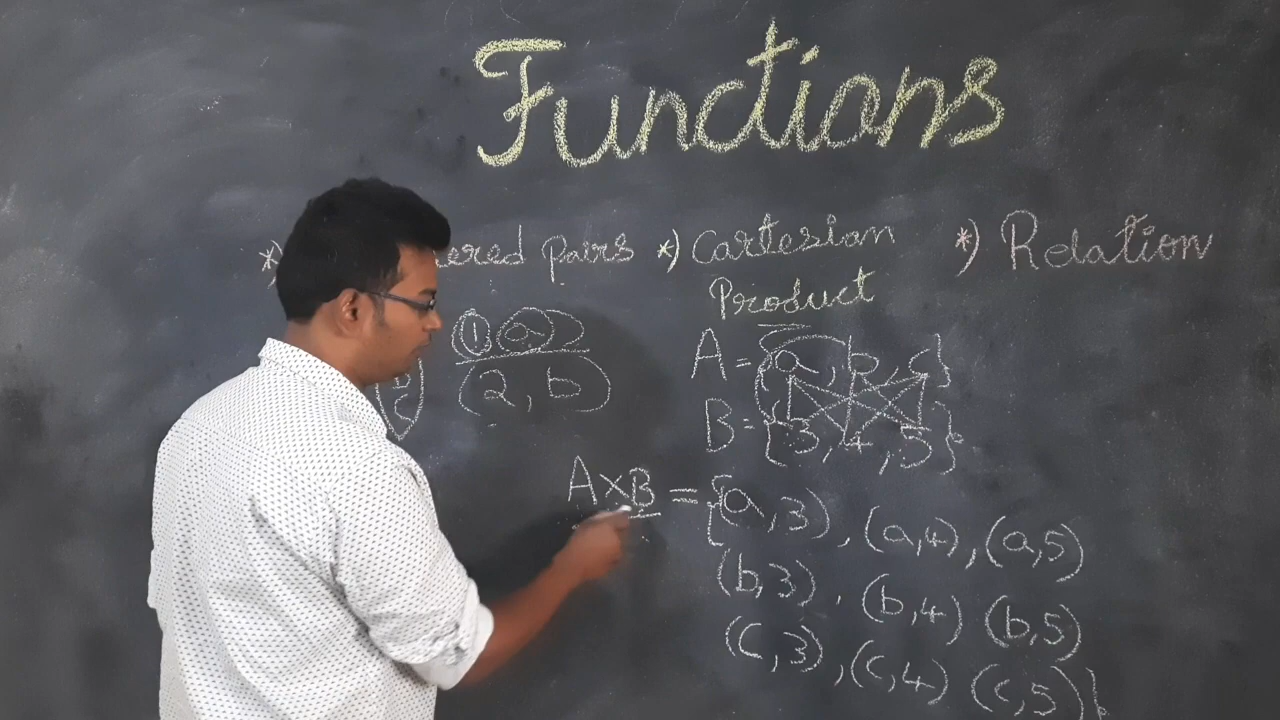 Functions
*) ered pairs *) Cartesian Product *) Relation
(1, a)
(2, b)
A = {a, b, c}
B = {3, 4, 5}
A×B = {(a,3), (a,4), (a,5)
(b,3), (b,4) (b,5)
(c,3), (c,4) (c,5)}